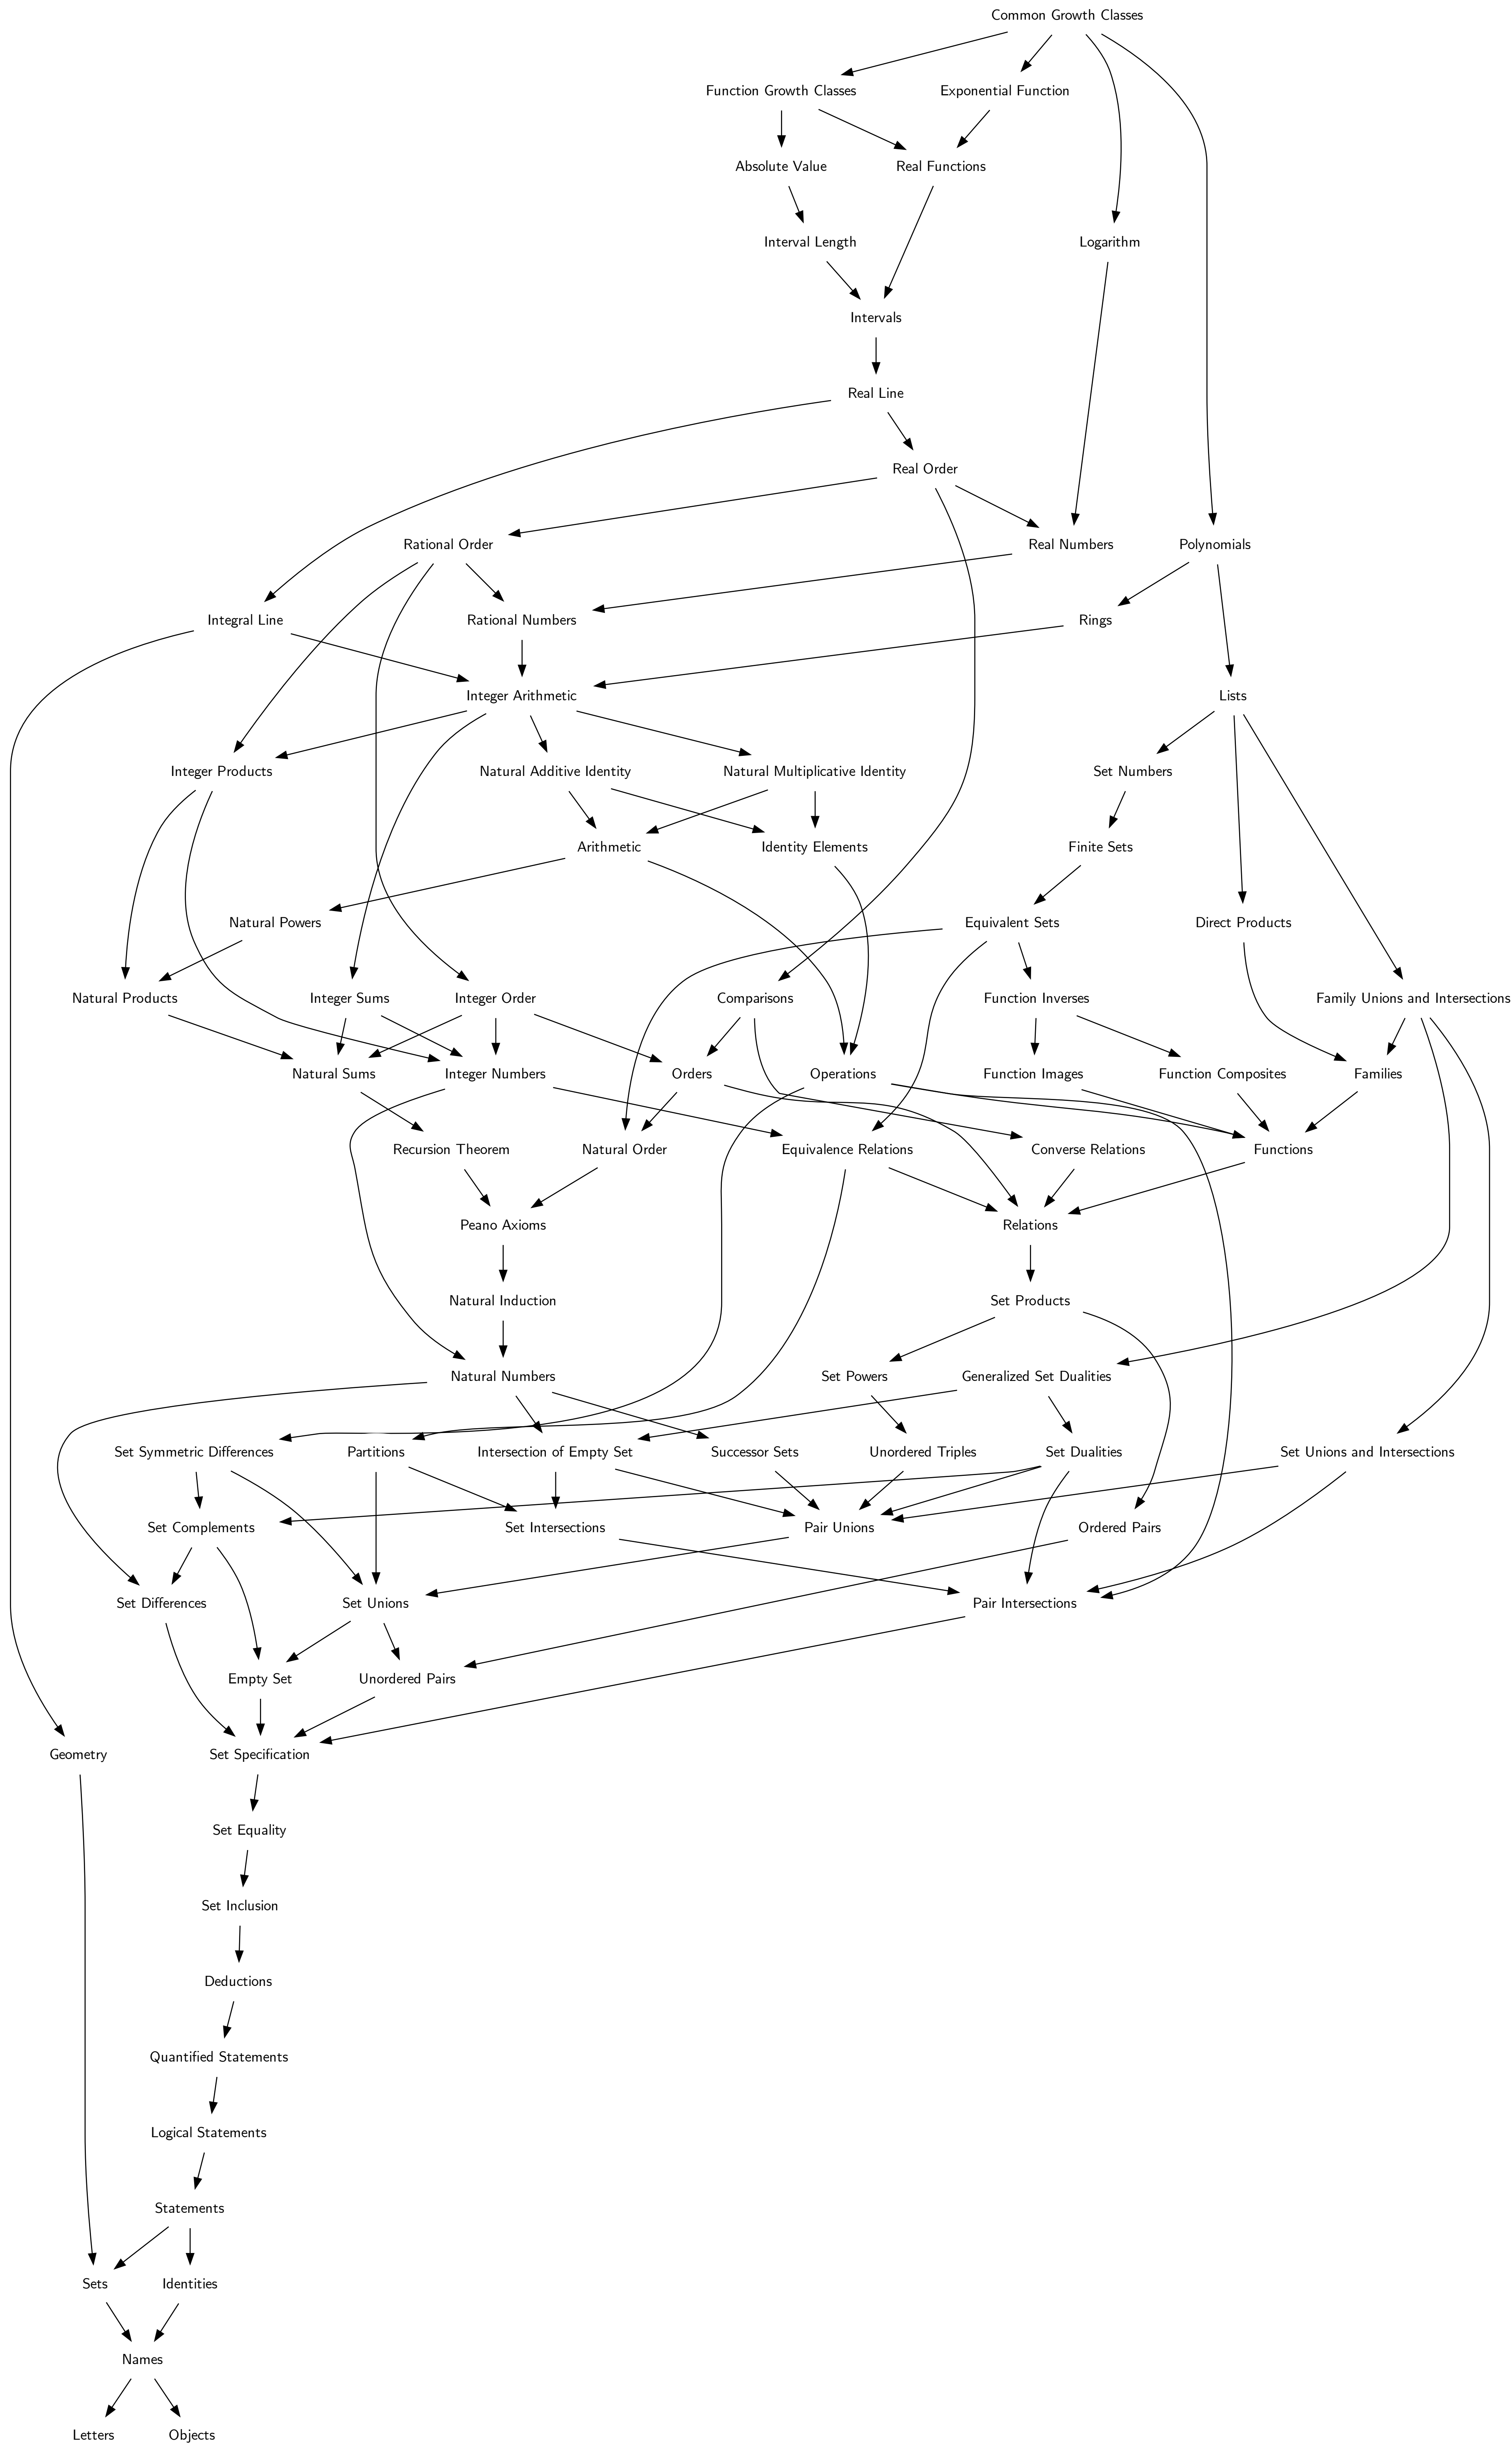 Common Growth Classes
Function Growth Classes
Exponential Function
Absolute Value
Real Functions
Interval Length
Logarithm
Intervals
Real Line
Real Order
Rational Order
Real Numbers
Polynomials
Integral Line
Rational Numbers
Rings
Integer Arithmetic
Lists
Integer Products
Natural Additive Identity
Natural Multiplicative Identity
Set Numbers
Arithmetic
Identity Elements
Finite Sets
Natural Powers
Equivalent Sets
Direct Products
Natural Products
Integer Sums
Integer Order
Comparisons
Function Inverses
Family Unions and Intersections
Natural Sums
Integer Numbers
Orders
Operations
Function Images
Function Composites
Families
Recursion Theorem
Natural Order
Equivalence Relations
Converse Relations
Functions
Peano Axioms
Relations
Natural Induction
Set Products
Natural Numbers
Set Powers
Generalized Set Dualities
Set Symmetric Differences
Partitions
Intersection of Empty Set
Successor Sets
Unordered Triples
Set Dualities
Set Unions and Intersections
Set Complements
Set Intersections
Pair Unions
Ordered Pairs
Set Differences
Set Unions
Pair Intersections
Empty Set
Unordered Pairs
Geometry
Set Specification
Set Equality
Set Inclusion
Deductions
Quantified Statements
Logical Statements
Statements
Sets
Identities
Names
Letters
Objects